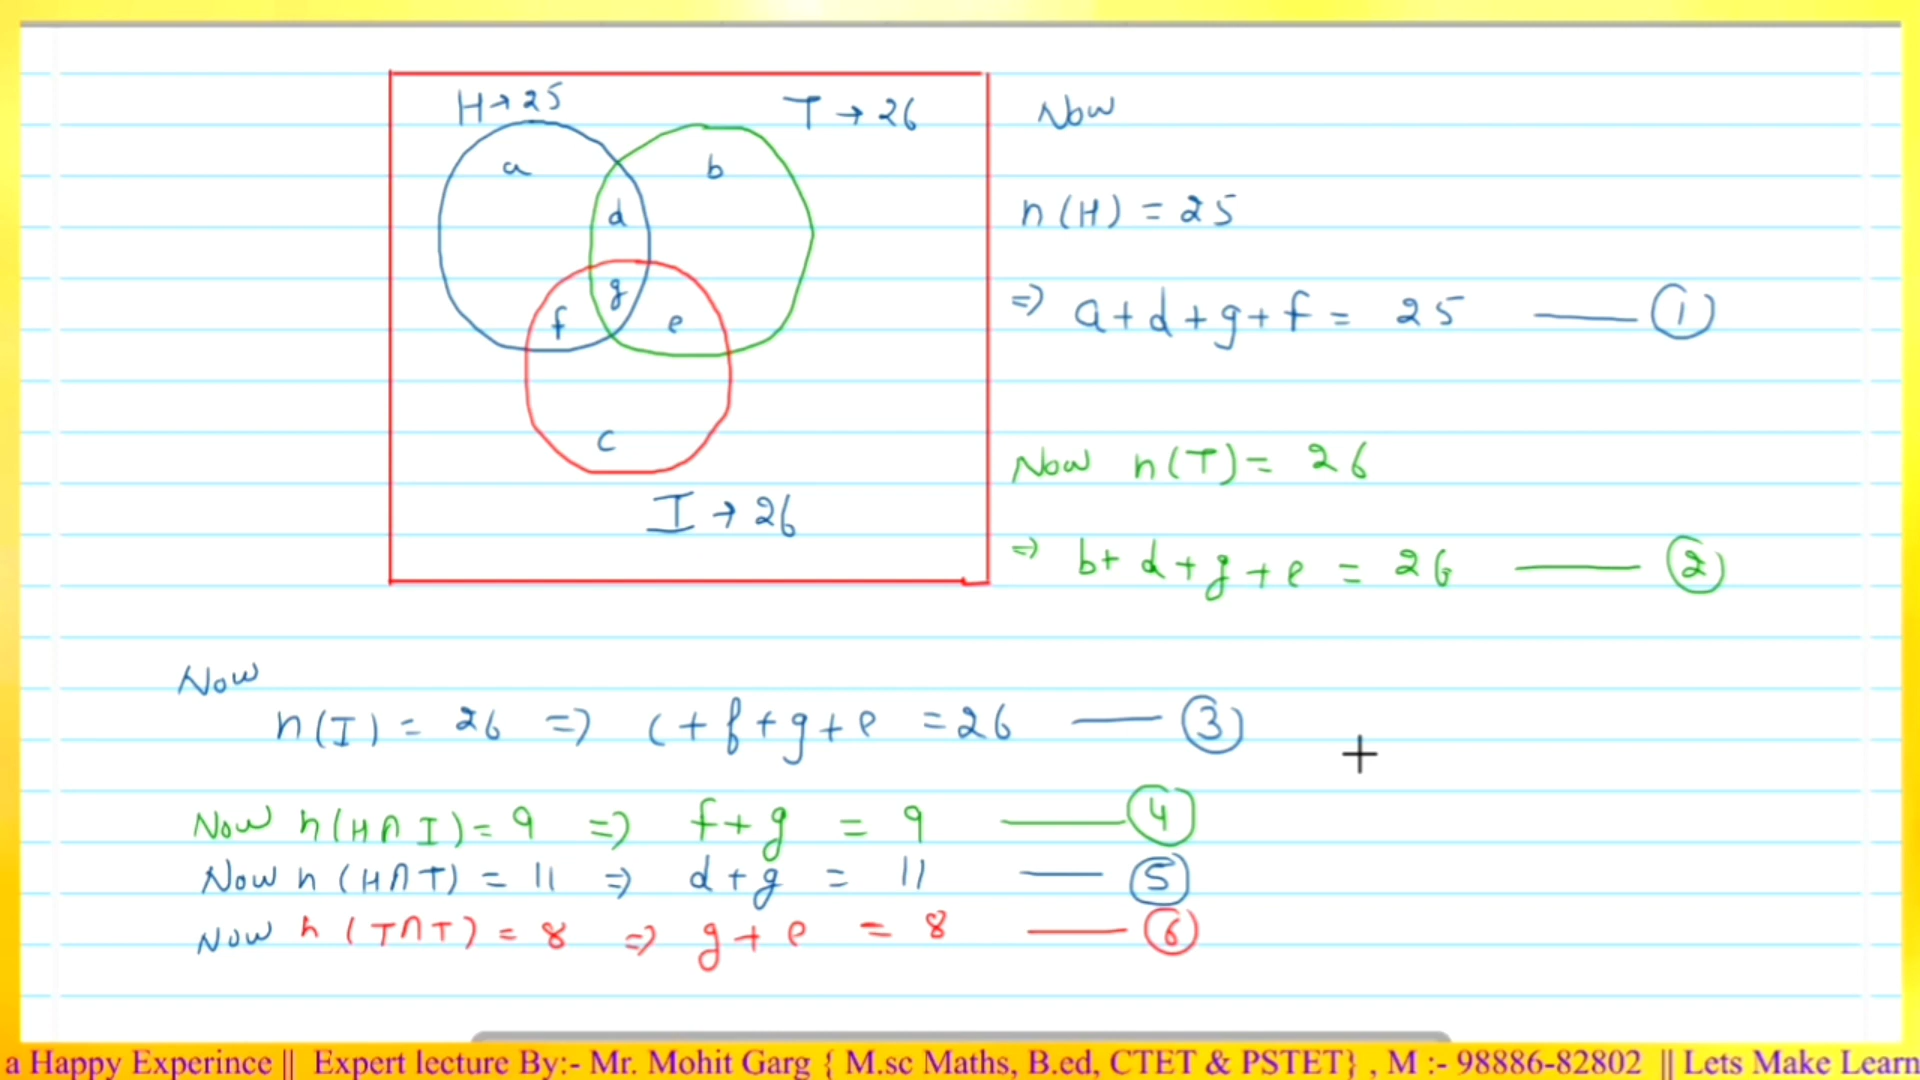 H→25
T→26
a
b
d
g
f
e
c
I→26
Now
n(H) = 25
⇒ a+d+g+f = 25 —— ①
Now n(T) = 26
⇒ b+d+g+e = 26 —— ②
Now
n(I) = 26 ⇒ c+f+g+e = 26 —— ③
Now n(H∩I) = 9 ⇒ f+g = 9 —— ④
Now n(H∩T) = 11 ⇒ d+g = 11 —— ⑤
Now n(T∩T) = 8 ⇒ g+e = 8 —— ⑥
a Happy Experince || Expert lecture By:- Mr. Mohit Garg { M.sc Maths, B.ed, CTET & PSTET} , M :- 98886-82802 || Lets Make Learn